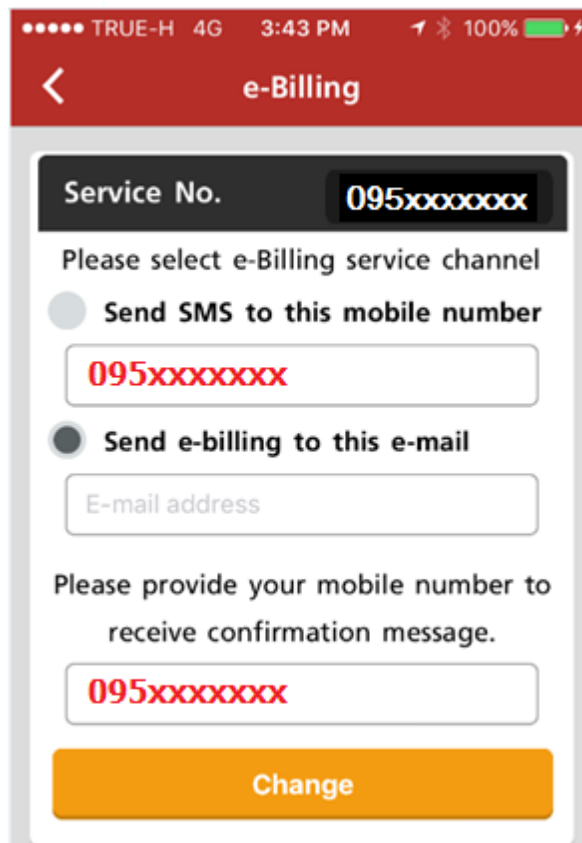 TRUE-H 4G 3:43 PM 100%
e-Billing
Service No. 095xxxxxxx
Please select e-Billing service channel
Send SMS to this mobile number
095xxxxxxx
Send e-billing to this e-mail
E-mail address
Please provide your mobile number to
receive confirmation message.
095xxxxxxx
Change